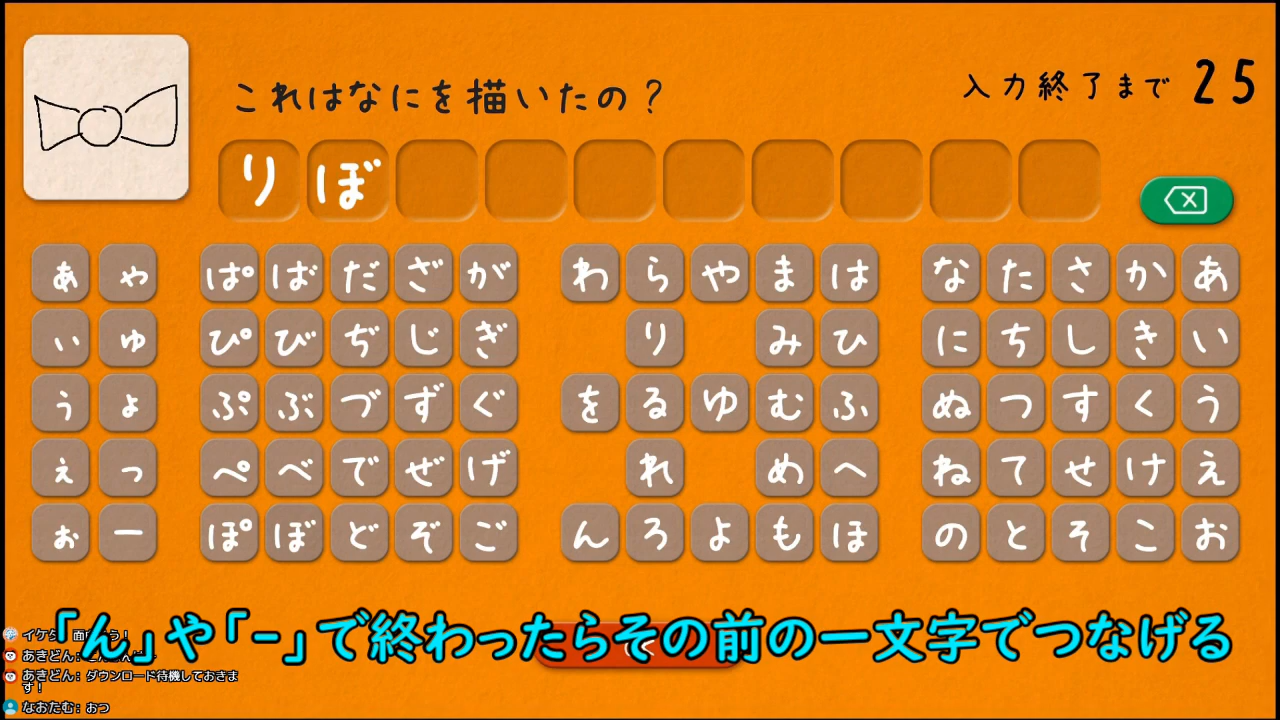 これはなにを描いたの?
入力終了まで 25
りぼ
ぁ ゃ ぱ ば だ ざ が わ ら や ま は な た さ か あ
ぃ ゅ ぴ び ぢ じ ぎ り み ひ に ち し き い
ぅ ょ ぷ ぶ づ ず ぐ を る ゆ む ふ ぬ つ す く う
ぇ っ ぺ べ で ぜ げ れ め へ ね て せ け え
ぉ ー ぽ ぼ ど ぞ ご ん ろ よ も ほ の と そ こ お
「ん」や「-」で終わったらその前の一文字でつなげる
あきどん:
あきどん: ダウンロード待機しておきま
す!
なおたむ: おつ